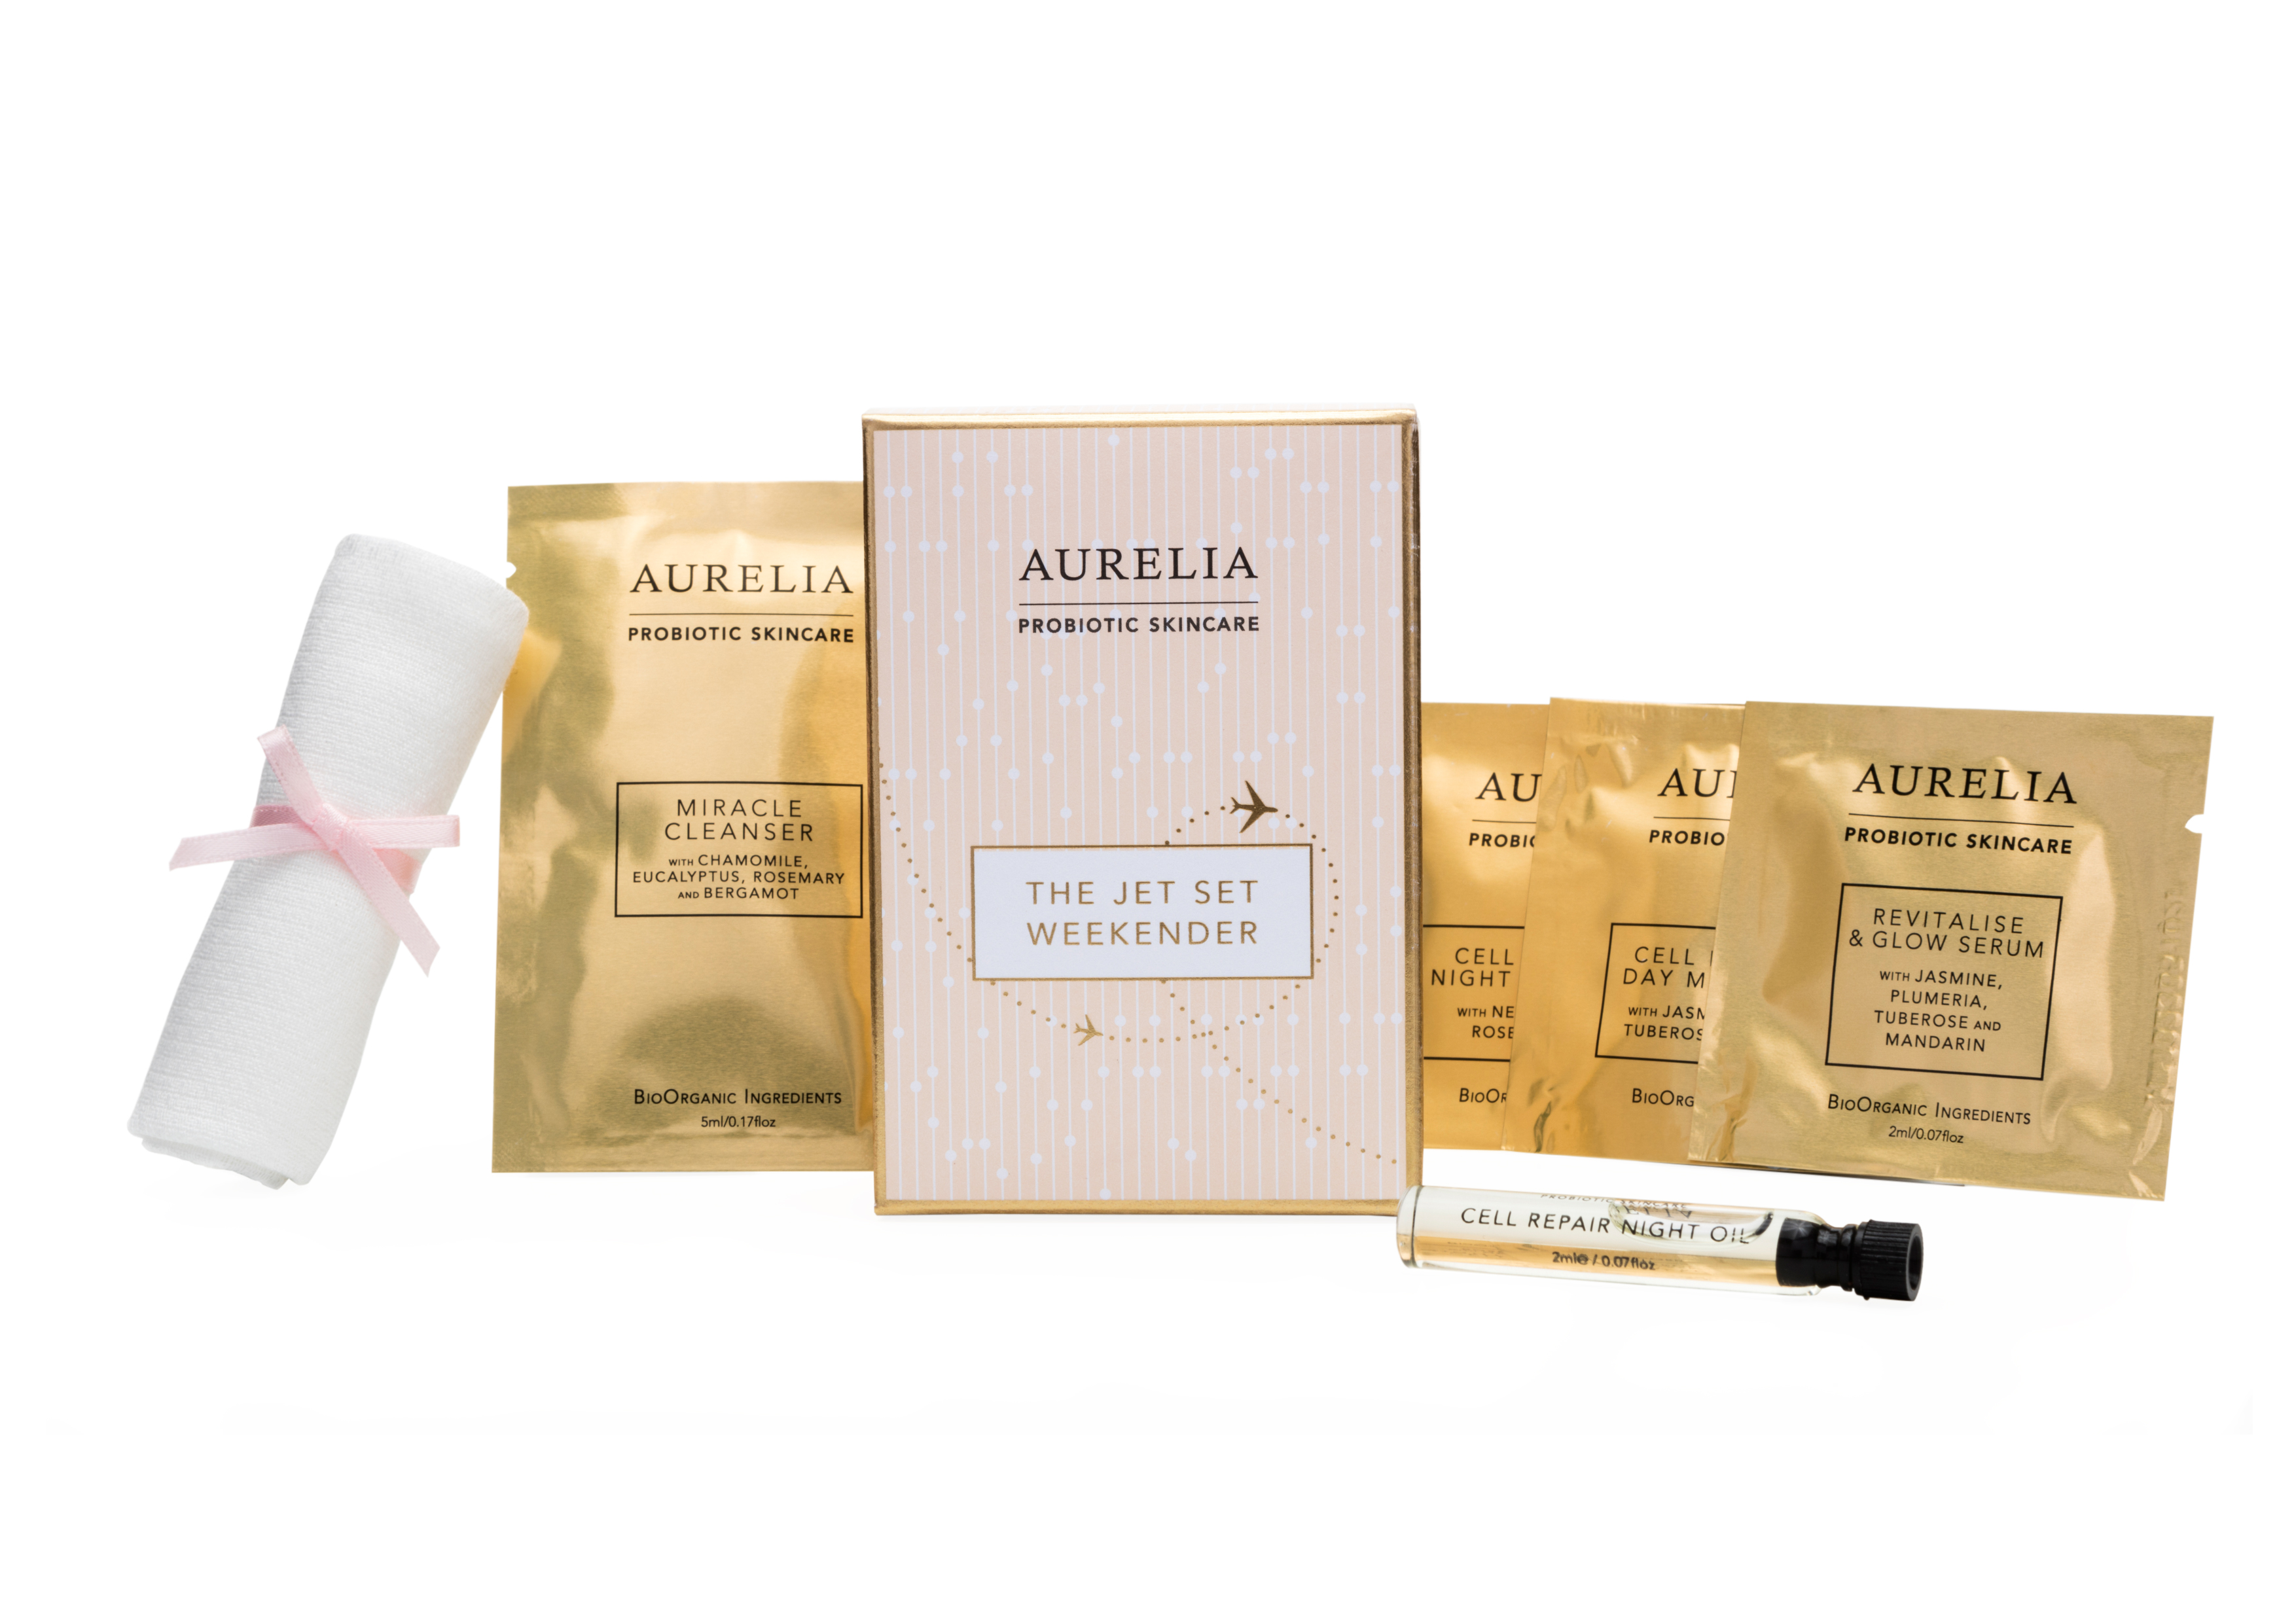 AURELIA
PROBIOTIC SKINCARE
MIRACLE
CLEANSER
WITH CHAMOMILE,
EUCALYPTUS, ROSEMARY
AND BERGAMOT
BIOORGANIC INGREDIENTS
5ml/0.17floz
AURELIA
PROBIOTIC SKINCARE
THE JET SET
WEEKENDER
AU
PROBIO
CELL
NIGHT
WITH NE
ROSE
BIOOR
AU
PROBIO
CELL
DAY M
WITH JASM
TUBEROS
BIOORG
AURELIA
PROBIOTIC SKINCARE
REVITALISE
& GLOW SERUM
WITH JASMINE,
PLUMERIA,
TUBEROSE AND
MANDARIN
BIOORGANIC INGREDIENTS
2ml/0.07floz
PROBIOTIC SKINCARE
CELL REPAIR NIGHT OIL
2ml℮ / 0.07floz